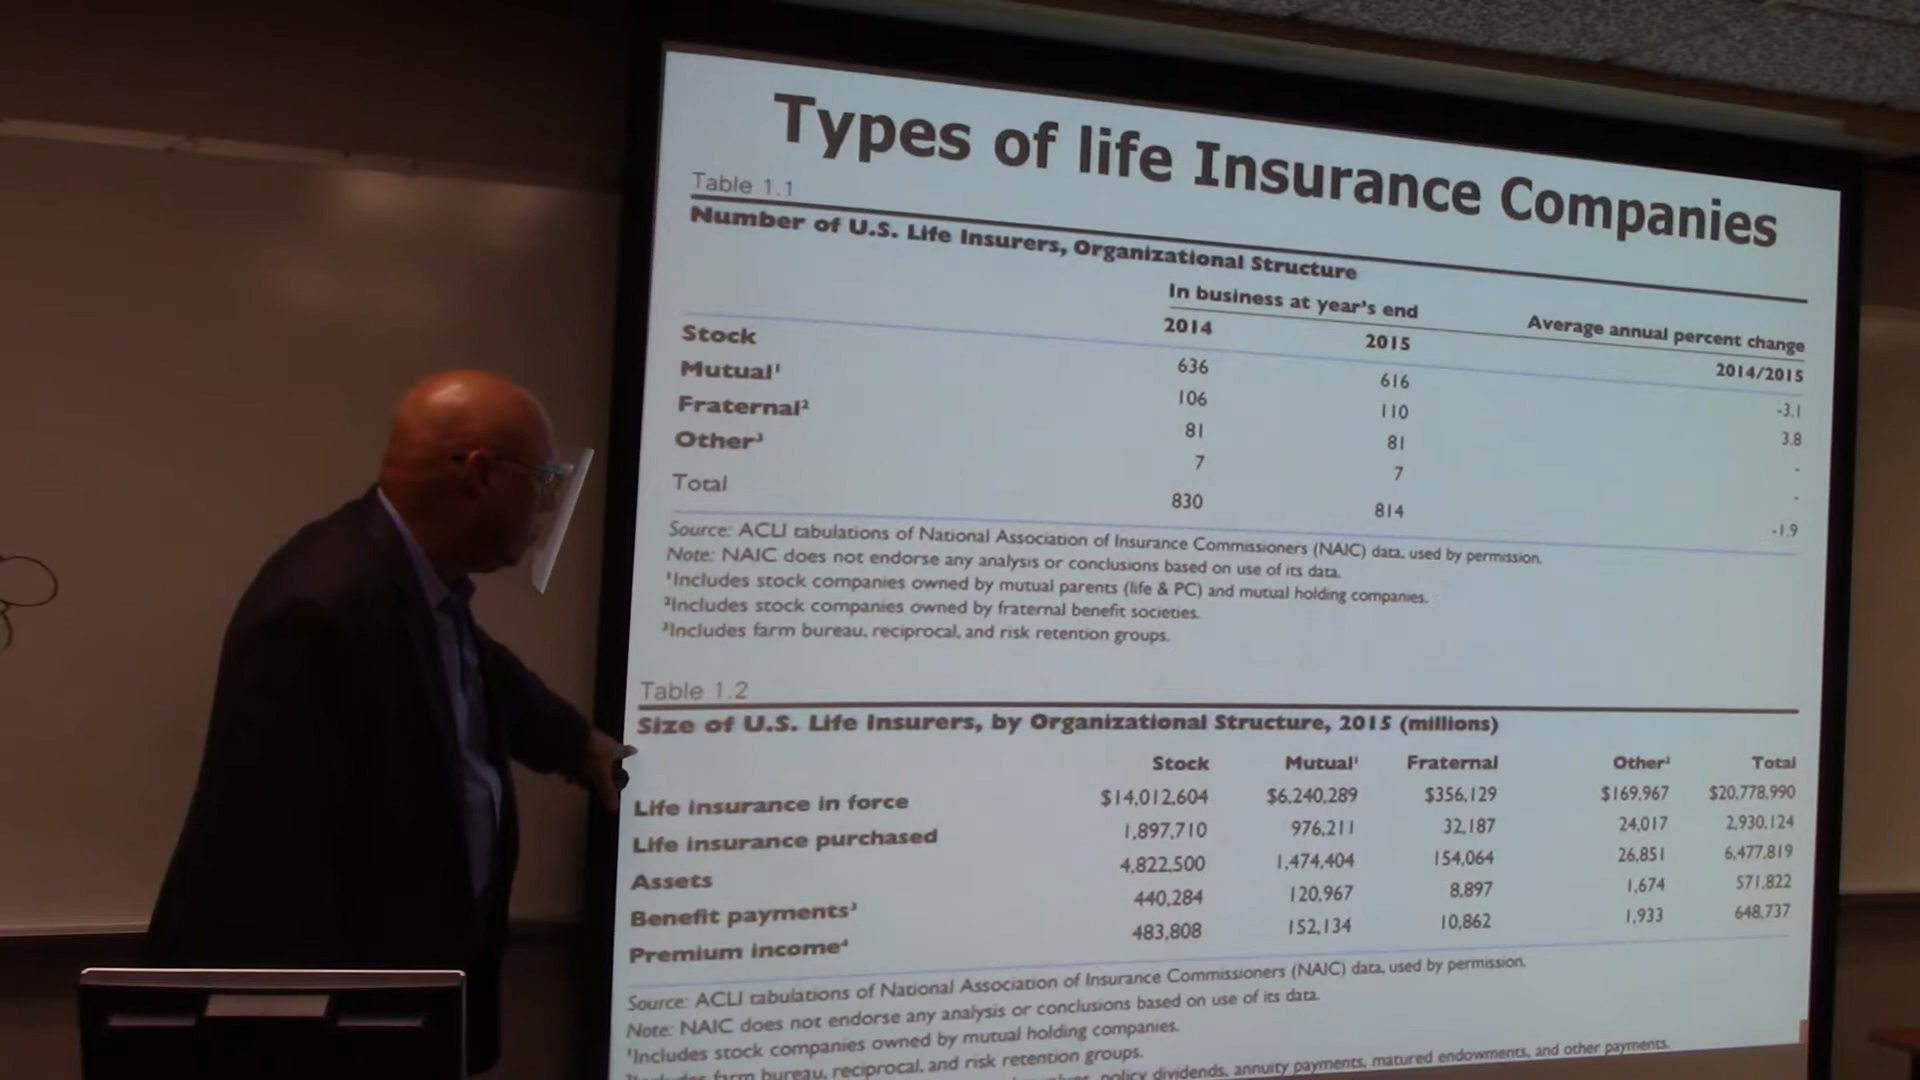 Types of life Insurance Companies
Table 1.1
Number of U.S. Life Insurers, Organizational Structure
In business at year's end
Average annual percent change
2014 2015 2014/2015
Stock 636 616 -3.1
Mutual¹ 106 110 3.8
Fraternal² 81 81 -
Other³ 7 7 -
Total 830 814 -1.9
Source: ACLI tabulations of National Association of Insurance Commissioners (NAIC) data, used by permission.
Note: NAIC does not endorse any analysis or conclusions based on use of its data.
¹Includes stock companies owned by mutual parents (life & PC) and mutual holding companies.
²Includes stock companies owned by fraternal benefit societies.
³Includes farm bureau, reciprocal, and risk retention groups.
Table 1.2
Size of U.S. Life Insurers, by Organizational Structure, 2015 (millions)
Stock Mutual¹ Fraternal Other² Total
Life insurance in force $14,012,604 $6,240,289 $356,129 $169,967 $20,778,990
Life insurance purchased 1,897,710 976,211 32,187 24,017 2,930,124
Assets 4,822,500 1,474,404 154,064 26,851 6,477,819
Benefit payments³ 440,284 120,967 8,897 1,674 571,822
Premium income⁴ 483,808 152,134 10,862 1,933 648,737
Source: ACLI tabulations of National Association of Insurance Commissioners (NAIC) data, used by permission.
Note: NAIC does not endorse any analysis or conclusions based on use of its data.
¹Includes stock companies owned by mutual holding companies.
farm bureau, reciprocal, and risk retention groups.
policy dividends, annuity payments, matured endowments, and other payments.